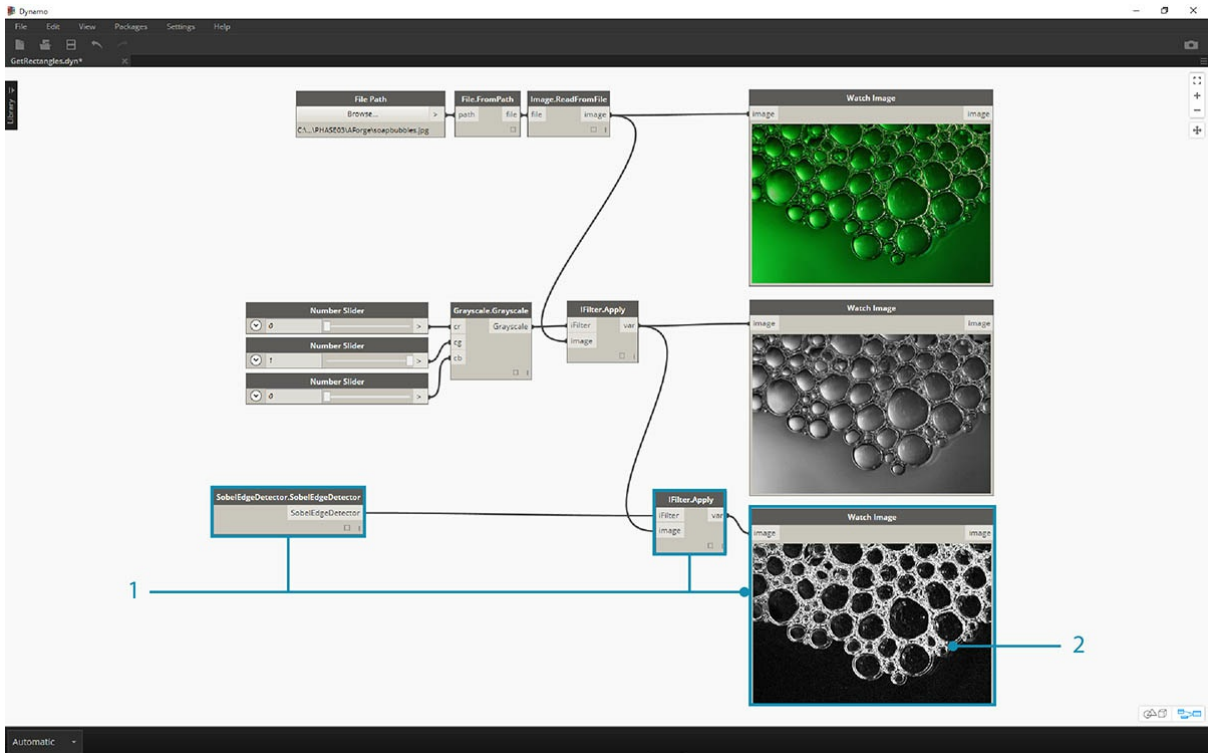 Dynamo
File Edit View Packages Settings Help
GetRectangles.dyn*
Library
File Path
Browse...
>
C:\...\PHASE03\AForge\soapbubbles.jpg
File.FromPath
path file
Image.ReadFromFile
file image
Watch Image
image image
Number Slider
0 >
Number Slider
1 >
Number Slider
0 >
Grayscale.Grayscale
cr Grayscale
cg
cb
IFilter.Apply
iFilter var
image
Watch Image
image image
SobelEdgeDetector.SobelEdgeDetector
SobelEdgeDetector
IFilter.Apply
iFilter var
image
Watch Image
image image
1
2
Automatic